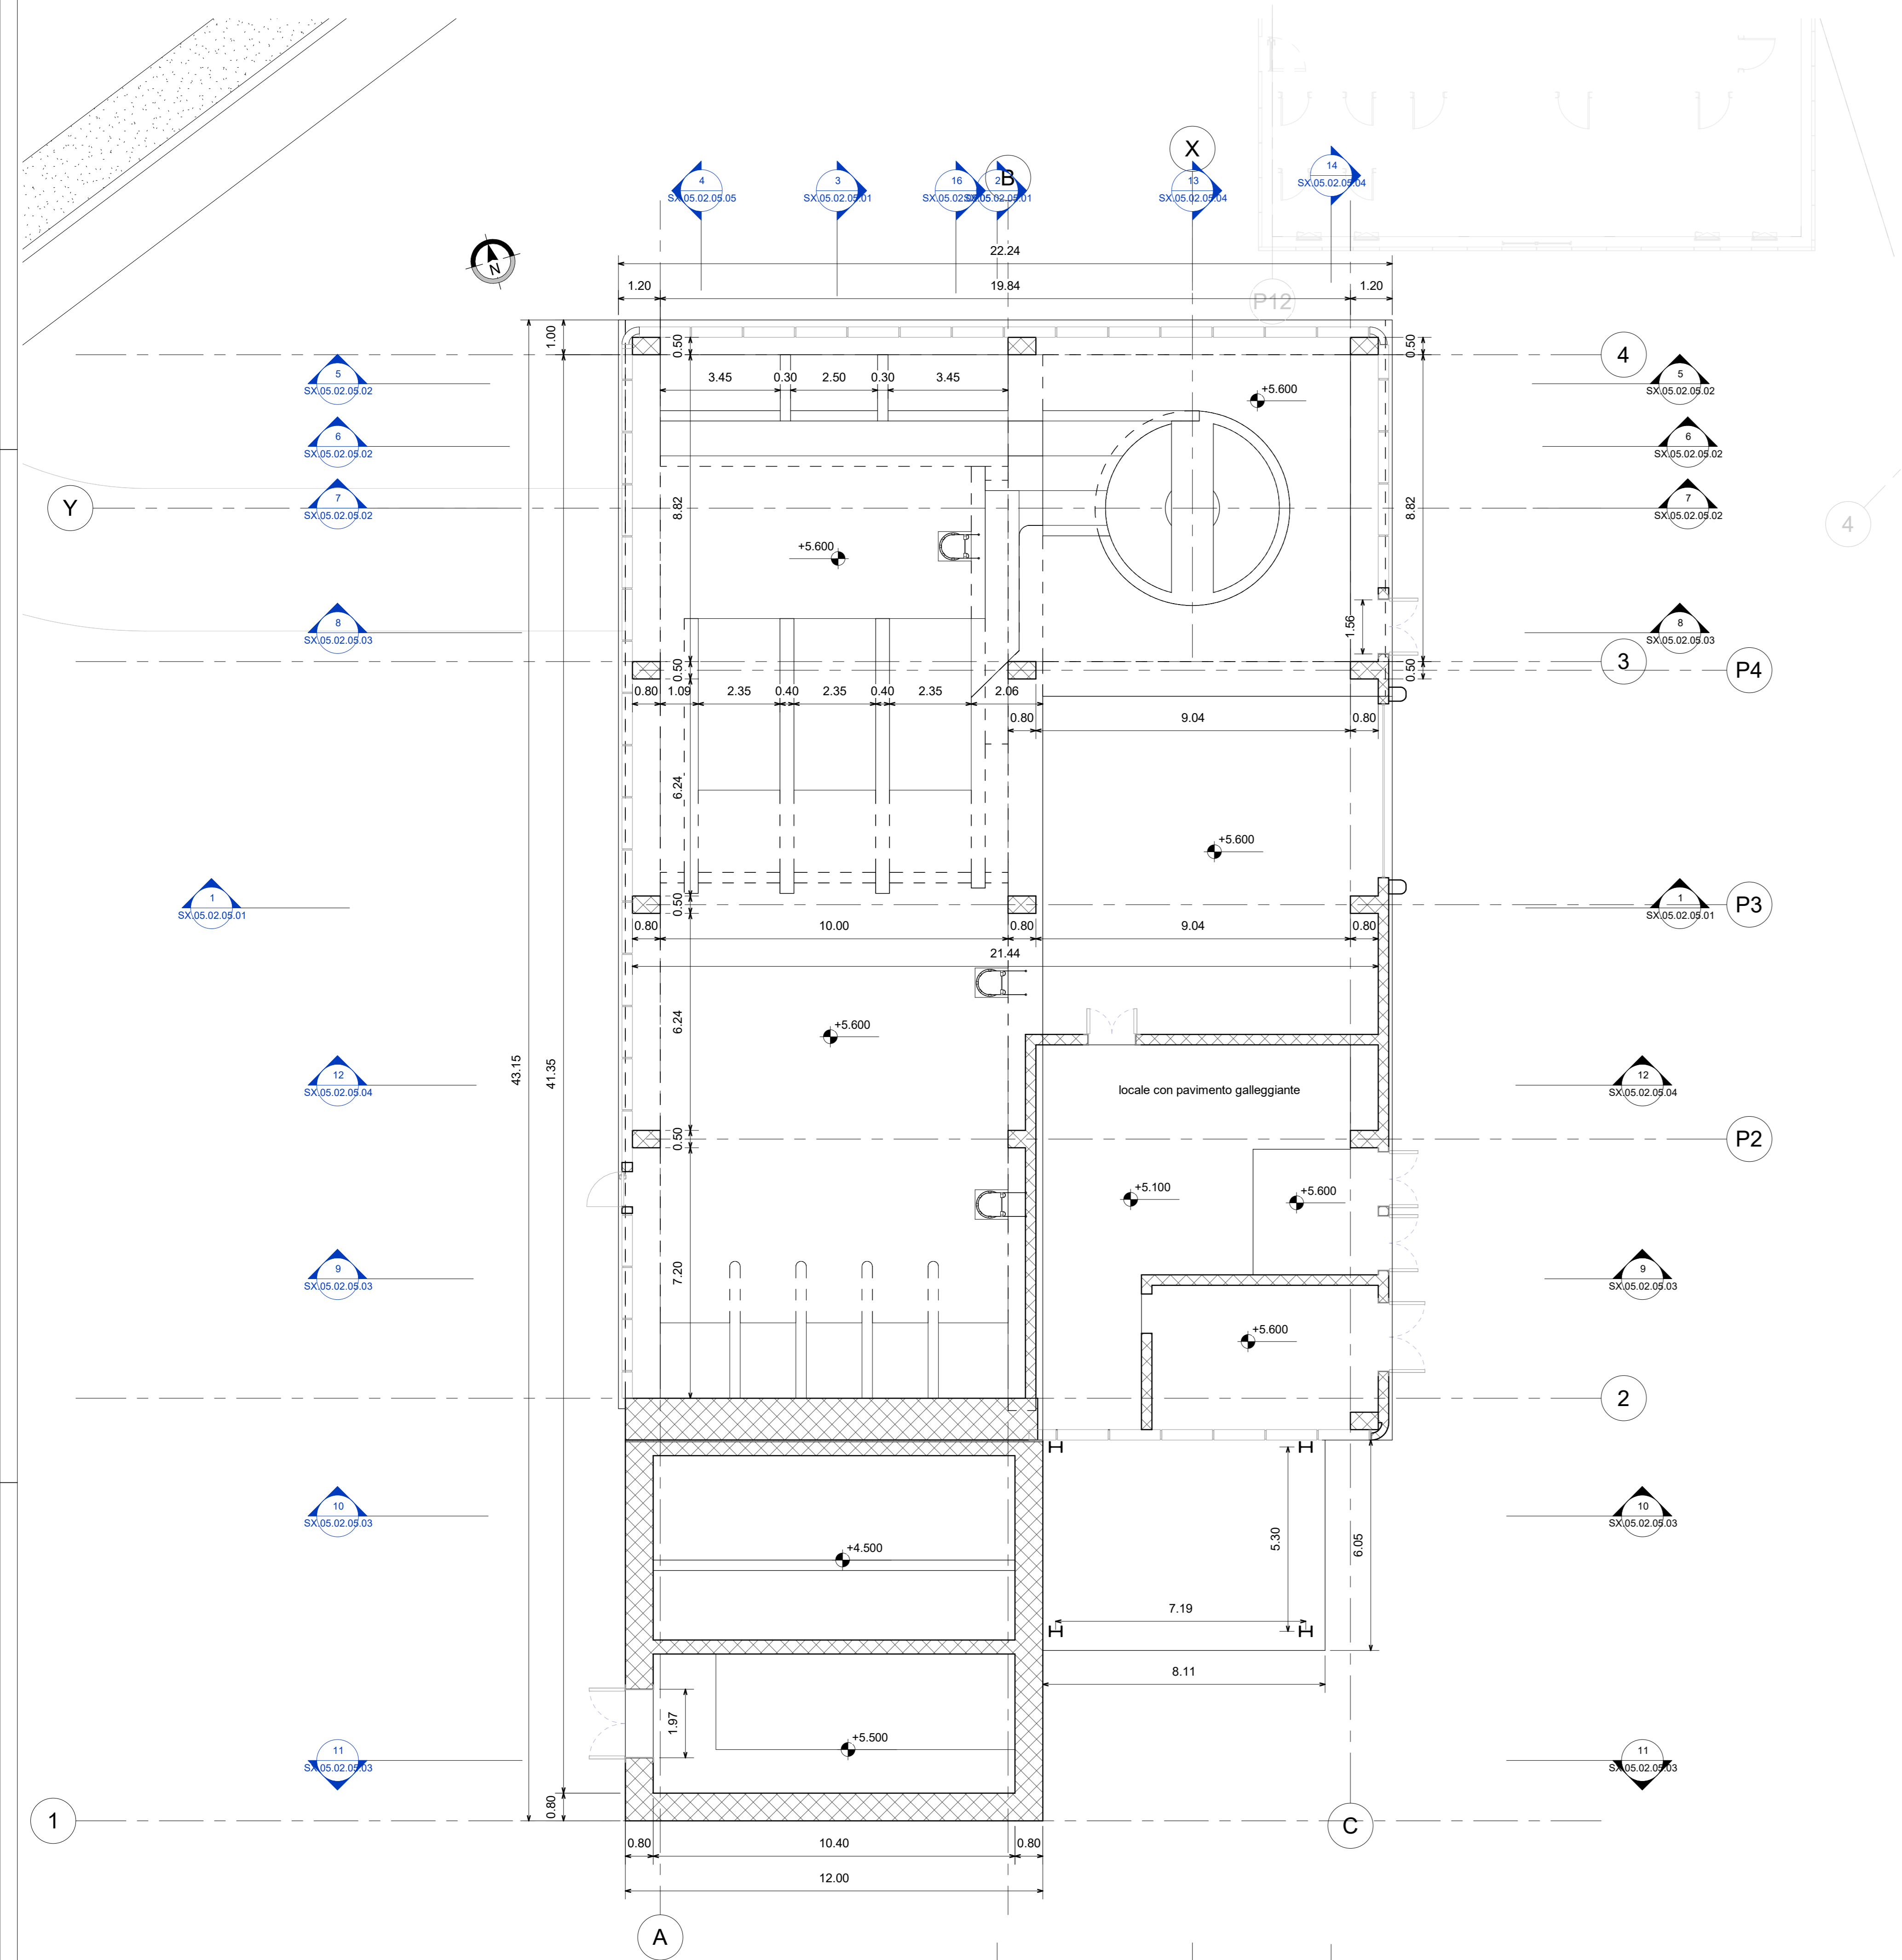 X
B
4
SX.05.02.05.05
3
SX.05.02.05.01
16
SX.05.02
2
05.01
13
SX.05.02.05.04
14
SX.05.02.05.04
22.24
N
1.20
19.84
1.20
P12
1.00
0.50
0.50
4
5
SX.05.02.05.02
3.45
0.30
2.50
0.30
3.45
+5.600
5
SX.05.02.05.02
6
SX.05.02.05.02
6
SX.05.02.05.02
Y
7
SX.05.02.05.02
8.82
8.82
7
SX.05.02.05.02
4
+5.600
8
SX.05.02.05.03
1.56
8
SX.05.02.05.03
3
P4
0.50
0.50
0.80
1.09
2.35
0.40
2.35
0.40
2.35
2.06
0.80
9.04
0.80
6.24
+5.600
1
SX.05.02.05.01
0.50
1
SX.05.02.05.01
P3
0.80
10.00
0.80
9.04
0.80
21.44
6.24
+5.600
43.15
41.35
12
SX.05.02.05.04
locale con pavimento galleggiante
12
SX.05.02.05.04
0.50
P2
+5.100
+5.600
9
SX.05.02.05.03
7.20
9
SX.05.02.05.03
+5.600
2
10
SX.05.02.05.03
10
SX.05.02.05.03
5.30
6.05
+4.500
7.19
8.11
1.97
+5.500
11
SX.05.02.05.03
11
SX.05.02.05.03
0.80
1
C
0.80
10.40
0.80
12.00
A